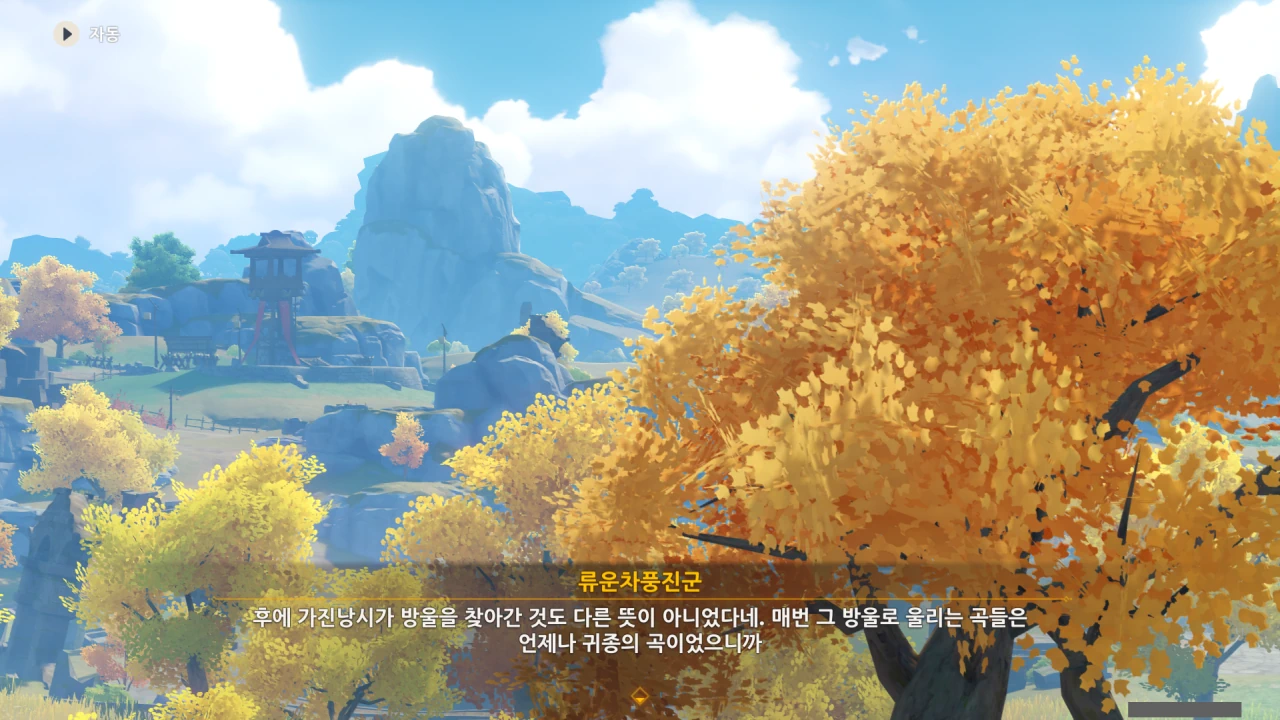 자동
류운차풍진군
후에 가진낭시가 방울을 찾아간 것도 다른 뜻이 아니었다네. 매번 그 방울로 울리는 곡들은
언제나 귀종의 곡이었으니까